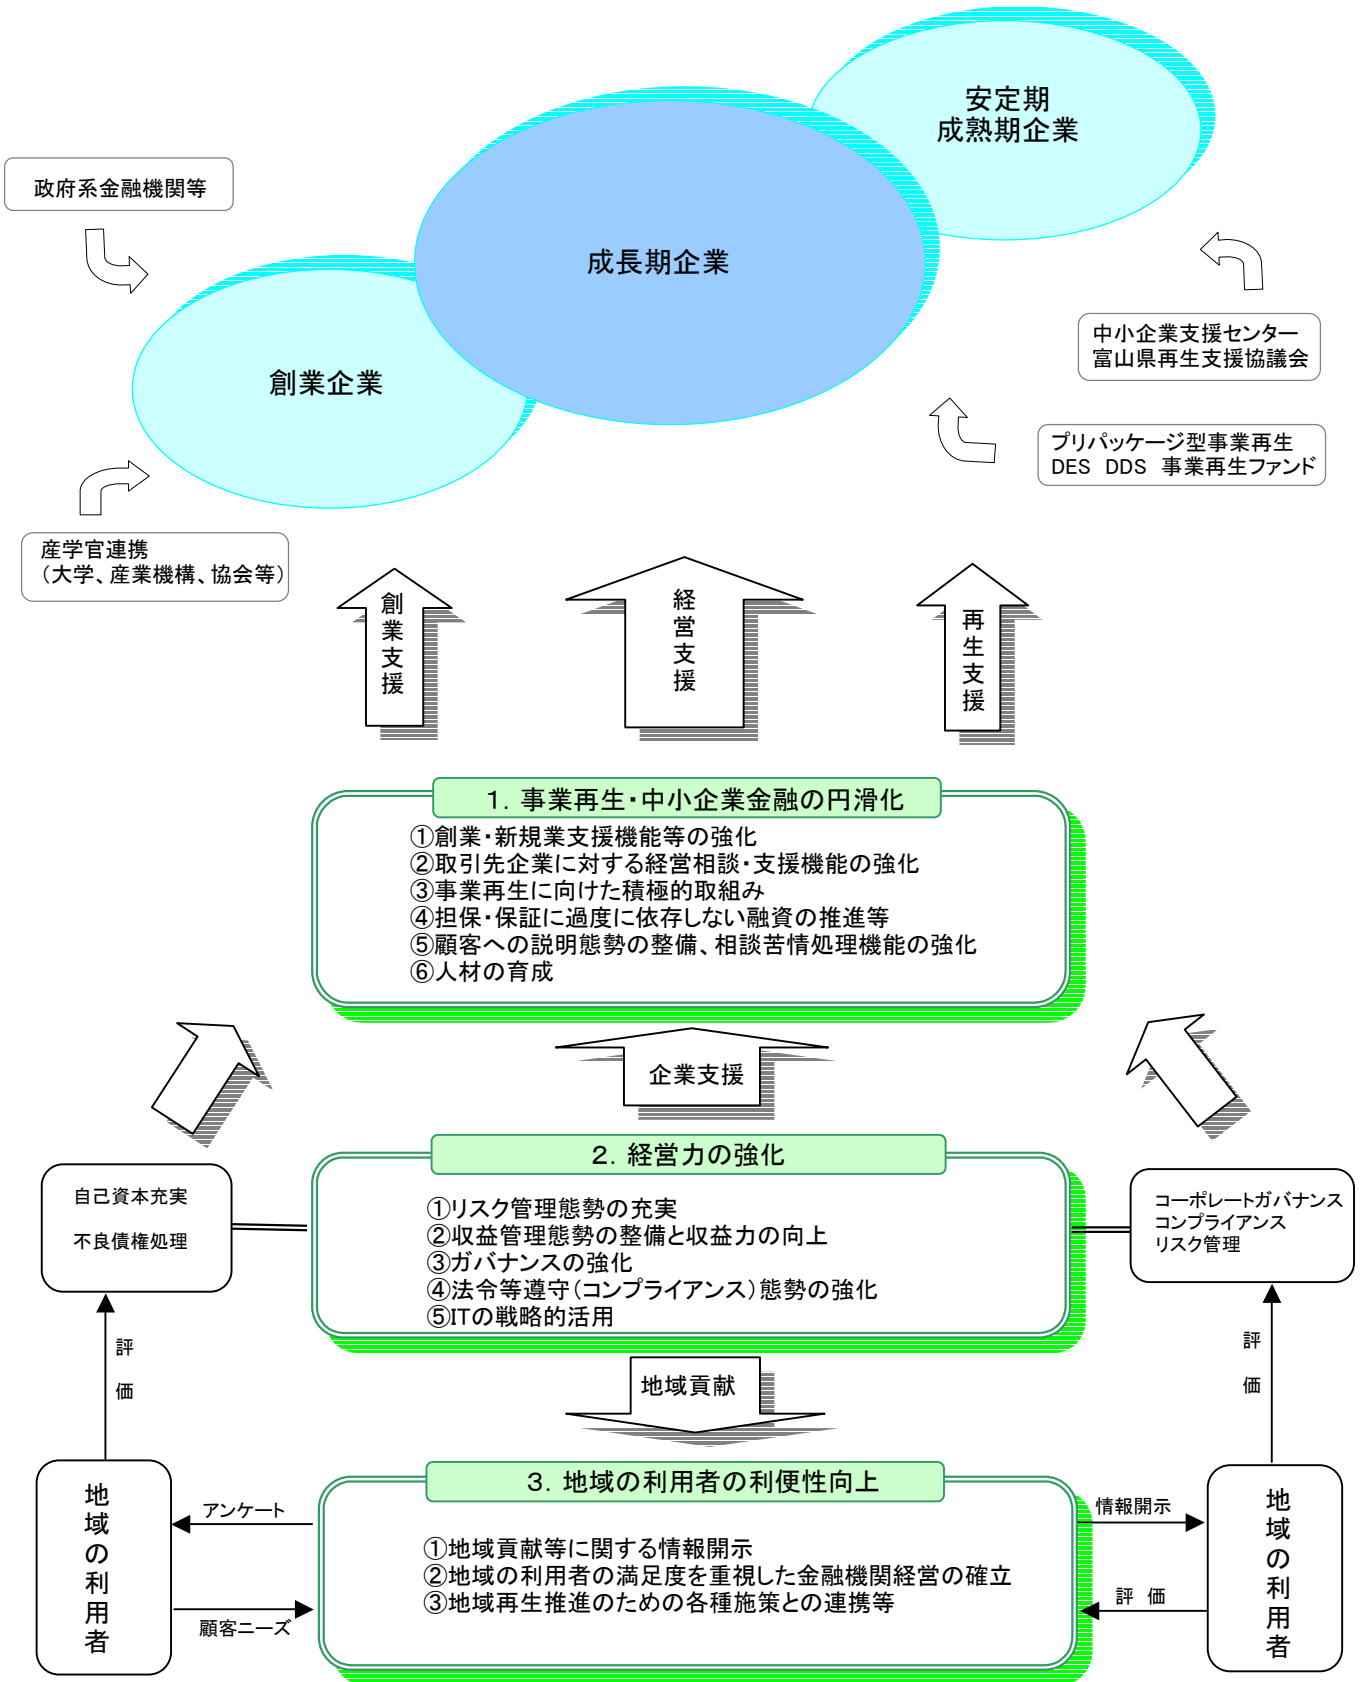 安定期
成熟期企業
政府系金融機関等
成長期企業
中小企業支援センター
富山県再生支援協議会
創業企業
プリパッケージ型事業再生
DES DDS 事業再生ファンド
産学官連携
（大学、産業機構、協会等）
創業支援
経営支援
再生支援
１．事業再生・中小企業金融の円滑化
①創業・新規業支援機能等の強化
②取引先企業に対する経営相談・支援機能の強化
③事業再生に向けた積極的取組み
④担保・保証に過度に依存しない融資の推進等
⑤顧客への説明態勢の整備、相談苦情処理機能の強化
⑥人材の育成
企業支援
２．経営力の強化
自己資本充実
不良債権処理
①リスク管理態勢の充実
②収益管理態勢の整備と収益力の向上
③ガバナンスの強化
④法令等遵守（コンプライアンス）態勢の強化
⑤ITの戦略的活用
コーポレートガバナンス
コンプライアンス
リスク管理
評価
評価
地域貢献
３．地域の利用者の利便性向上
地域の利用者
アンケート
顧客ニーズ
①地域貢献等に関する情報開示
②地域の利用者の満足度を重視した金融機関経営の確立
③地域再生推進のための各種施策との連携等
情報開示
評 価
地域の利用者